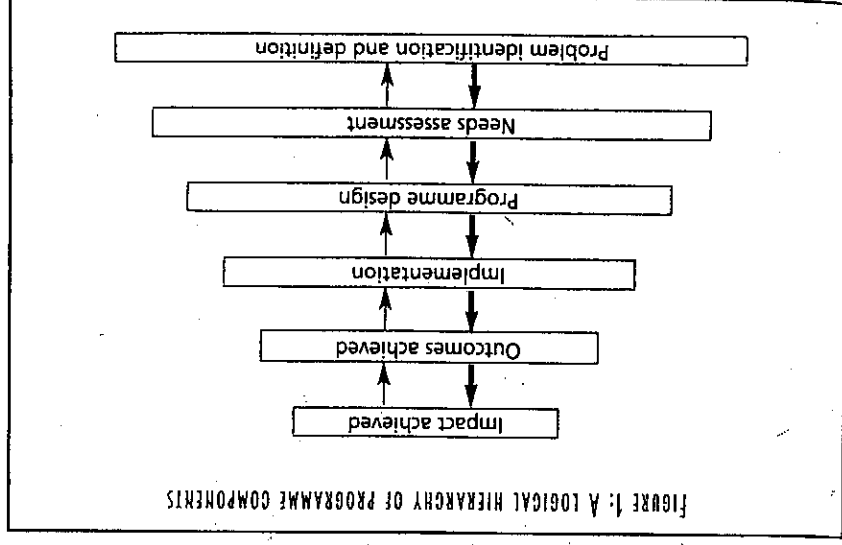 FIGURE 1: A LOGICAL HIERARCHY OF PROGRAMME COMPONENTS
Impact achieved
Outcomes achieved
Implementation
Programme design
Needs assessment
Problem identification and definition